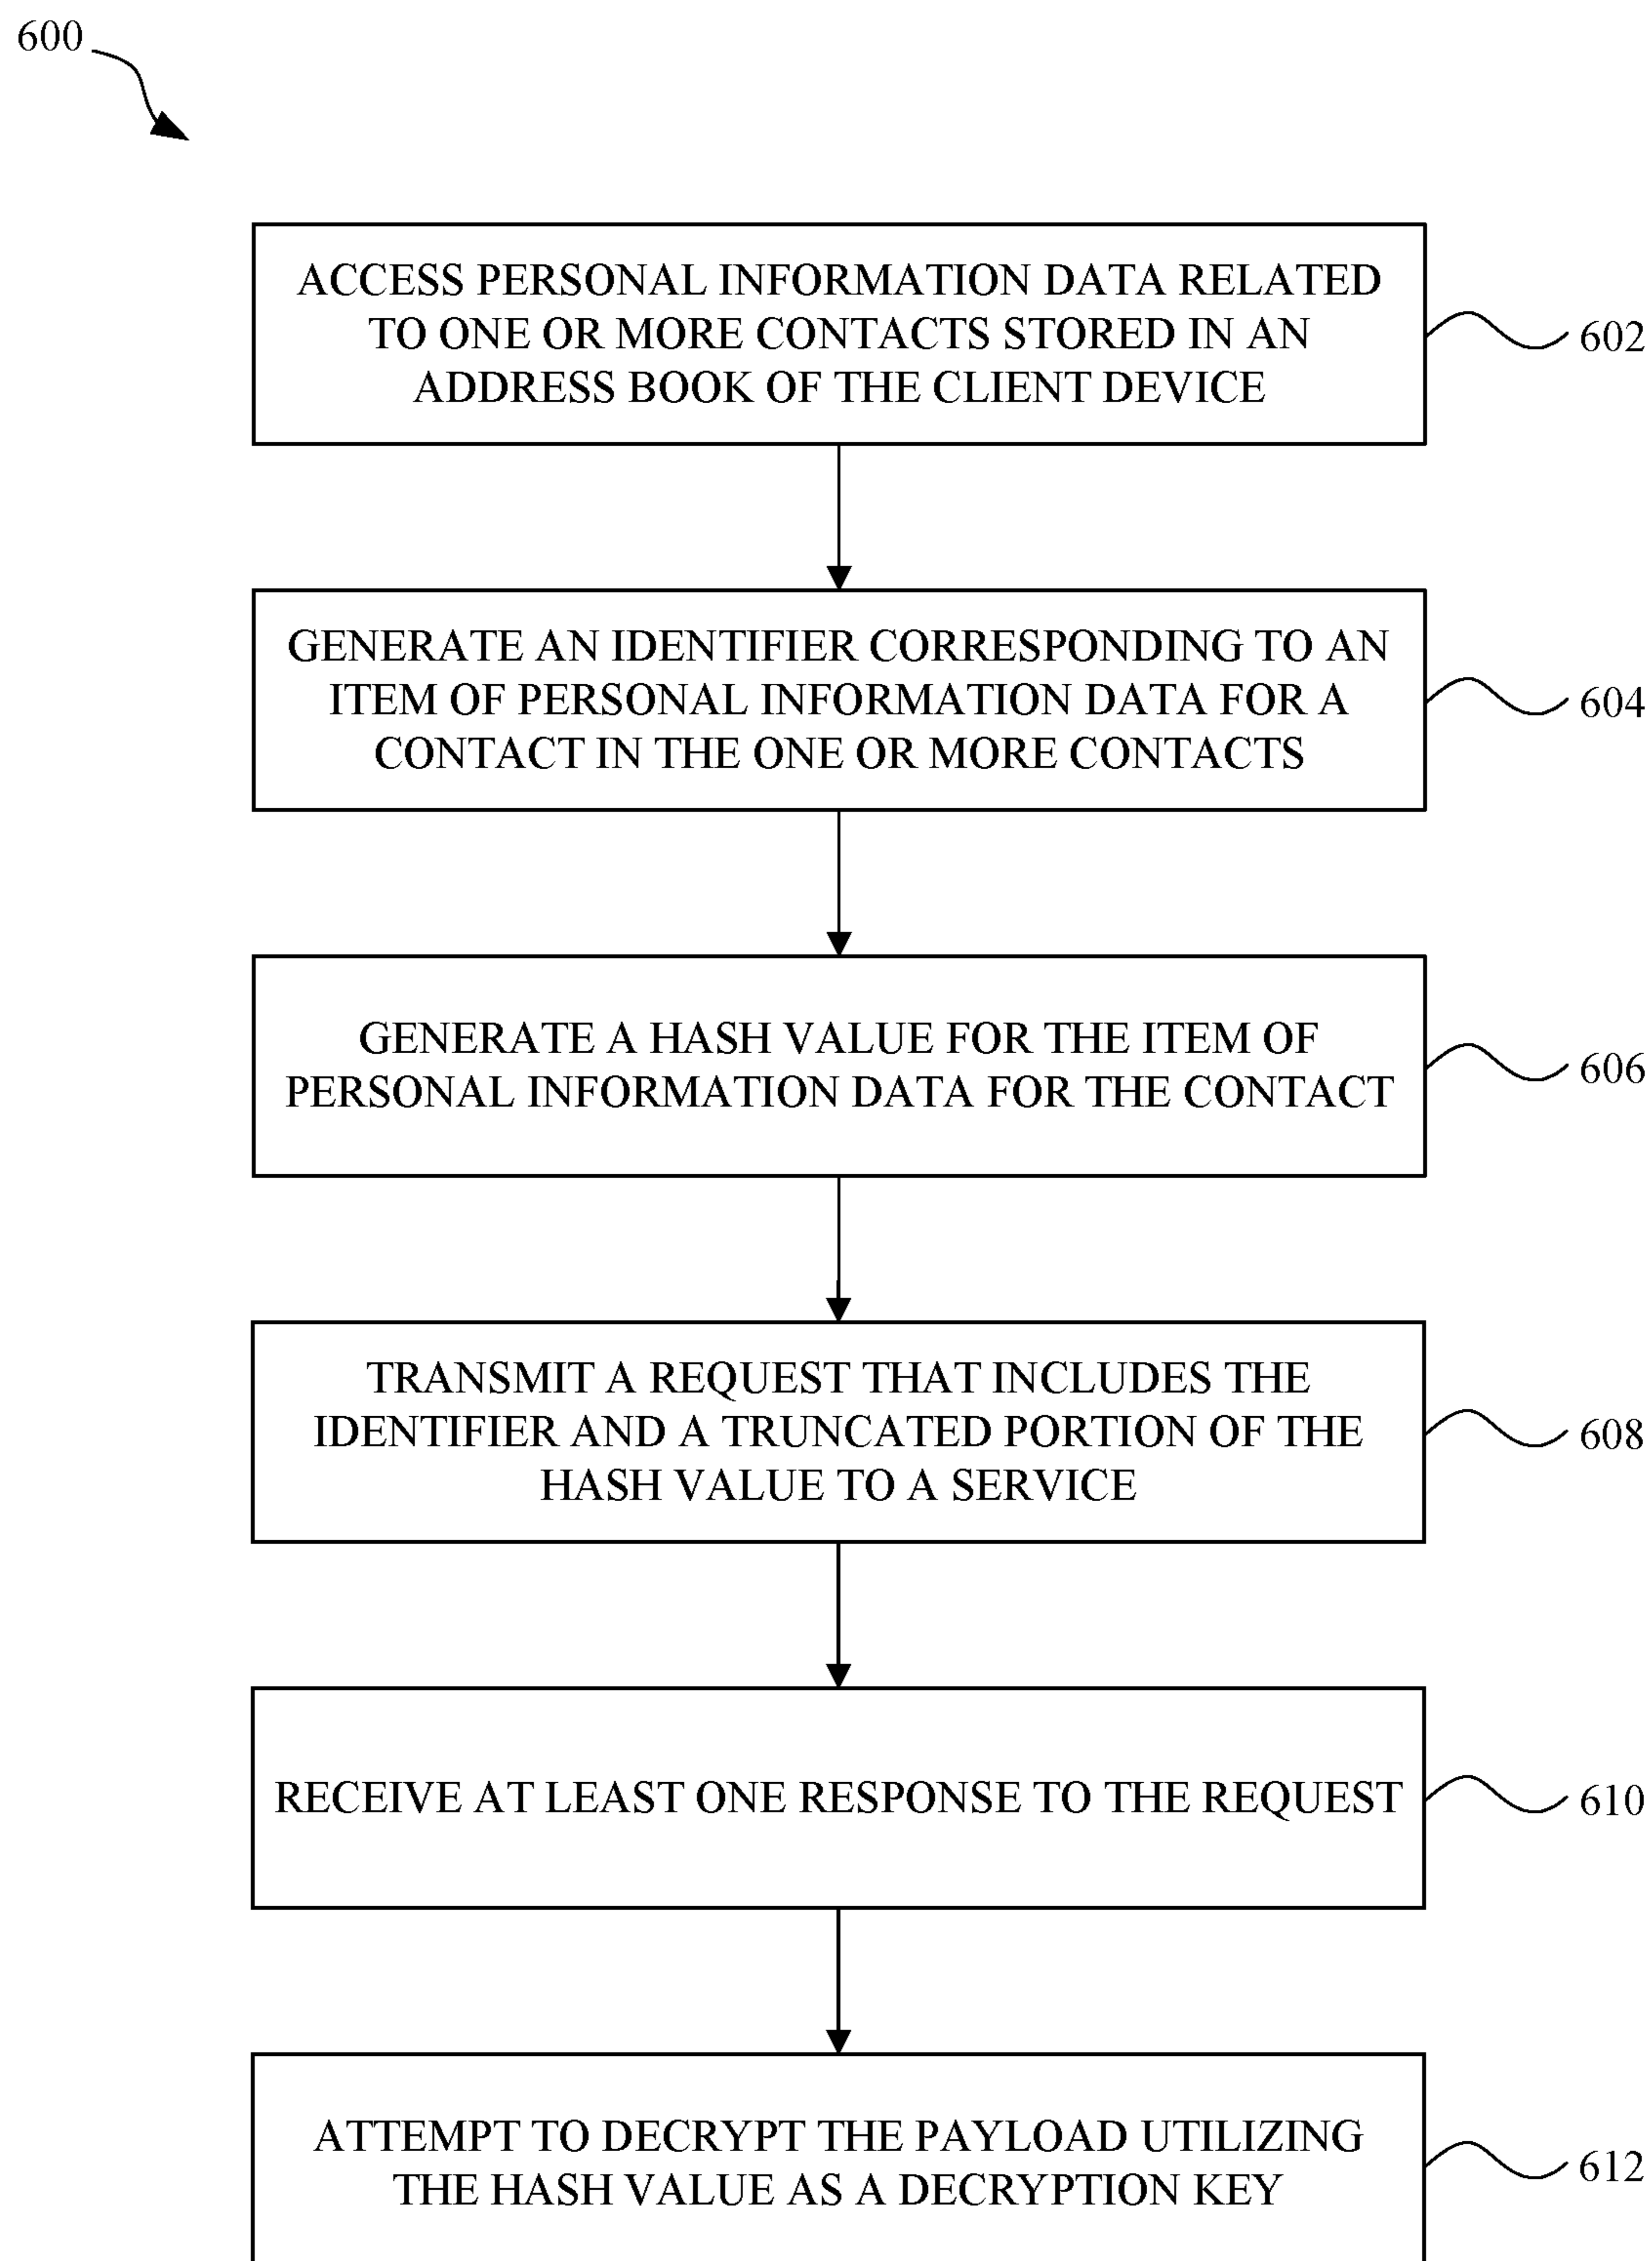 600
ACCESS PERSONAL INFORMATION DATA RELATED
TO ONE OR MORE CONTACTS STORED IN AN
ADDRESS BOOK OF THE CLIENT DEVICE
602
GENERATE AN IDENTIFIER CORRESPONDING TO AN
ITEM OF PERSONAL INFORMATION DATA FOR A
CONTACT IN THE ONE OR MORE CONTACTS
604
GENERATE A HASH VALUE FOR THE ITEM OF
PERSONAL INFORMATION DATA FOR THE CONTACT
606
TRANSMIT A REQUEST THAT INCLUDES THE
IDENTIFIER AND A TRUNCATED PORTION OF THE
HASH VALUE TO A SERVICE
608
RECEIVE AT LEAST ONE RESPONSE TO THE REQUEST
610
ATTEMPT TO DECRYPT THE PAYLOAD UTILIZING
THE HASH VALUE AS A DECRYPTION KEY
612